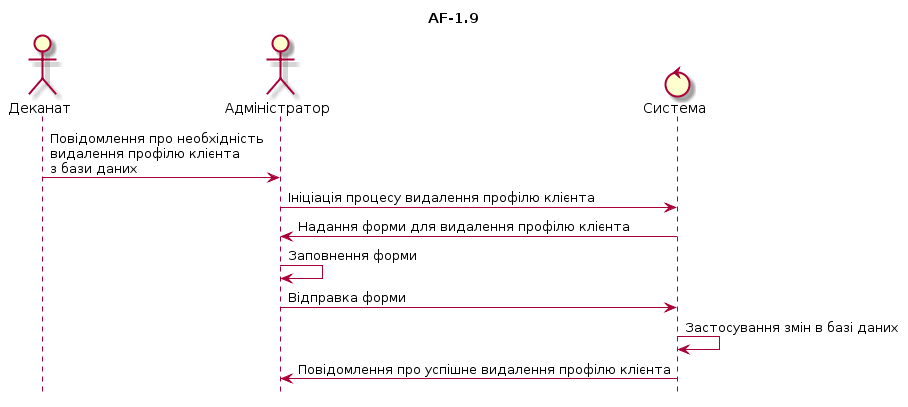 AF-1.9
Деканат
Адміністратор
Система
Повідомлення про необхідність
видалення профілю клієнта
з бази даних
Ініціація процесу видалення профілю клієнта
Надання форми для видалення профілю клієнта
Заповнення форми
Відправка форми
Застосування змін в базі даних
Повідомлення про успішне видалення профілю клієнта